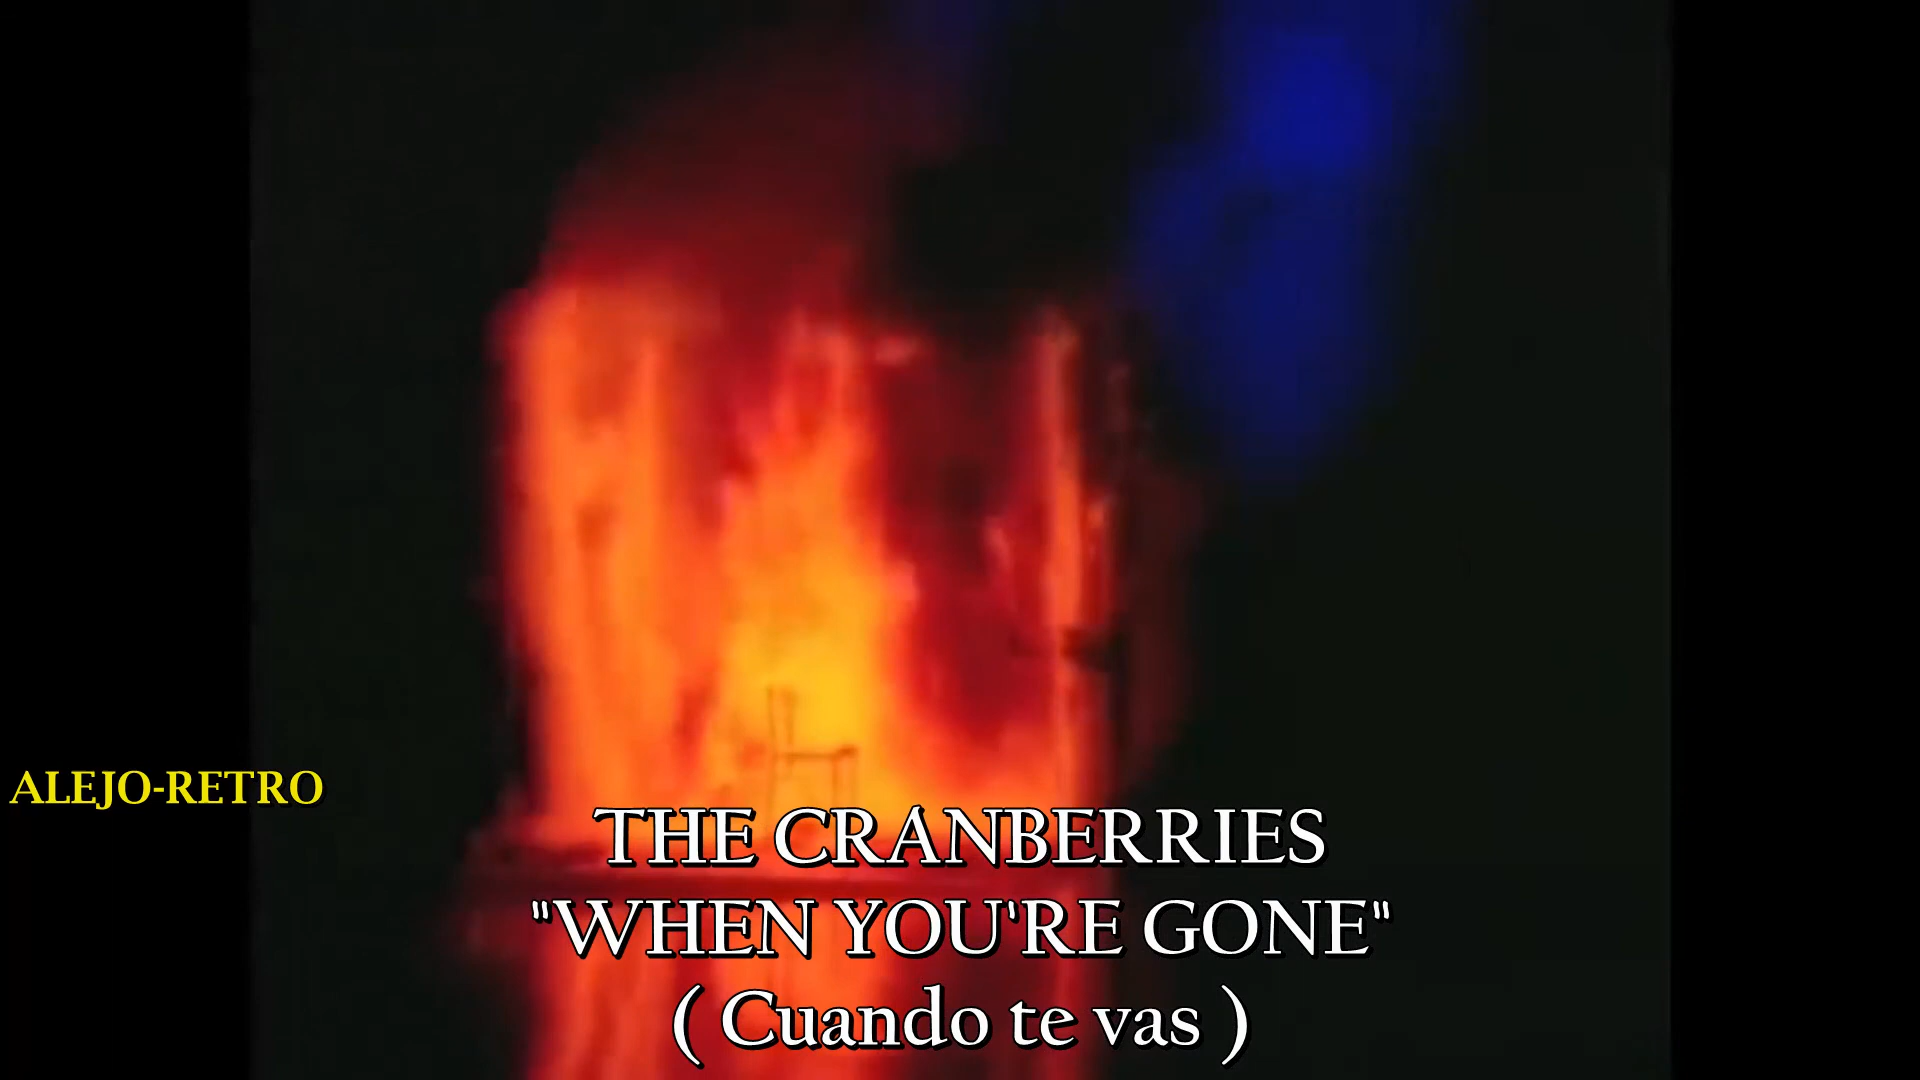 ALEJO-RETRO
THE CRANBERRIES
"WHEN YOU'RE GONE"
( Cuando te vas )